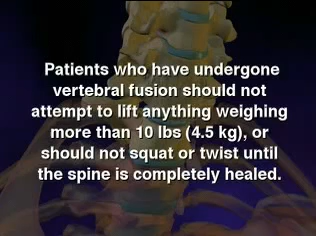 Patients who have undergone
vertebral fusion should not
attempt to lift anything weighing
more than 10 lbs (4.5 kg), or
should not squat or twist until
the spine is completely healed.